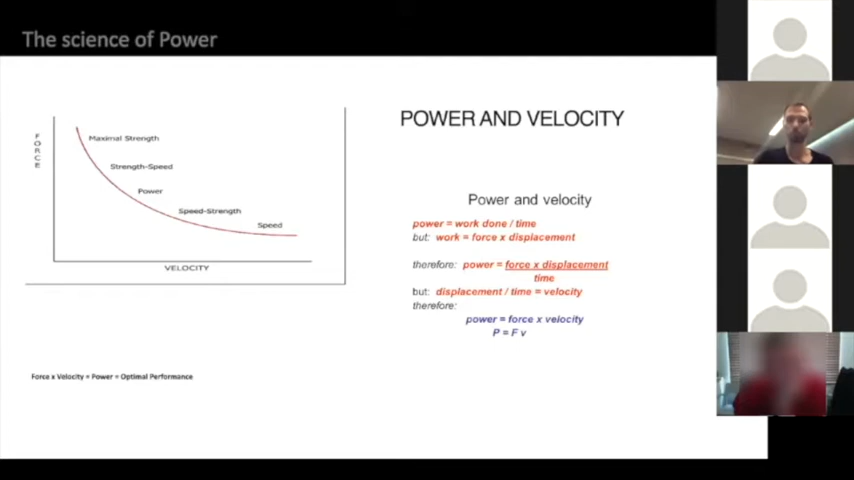 The science of Power
FORCE
Maximal Strength
Strength-Speed
Power
Speed-Strength
Speed
VELOCITY
Force x Velocity = Power = Optimal Performance
POWER AND VELOCITY
Power and velocity
power = work done / time
but: work = force x displacement
therefore: power = force x displacement
time
but: displacement / time = velocity
therefore:
power = force x velocity
P = F v